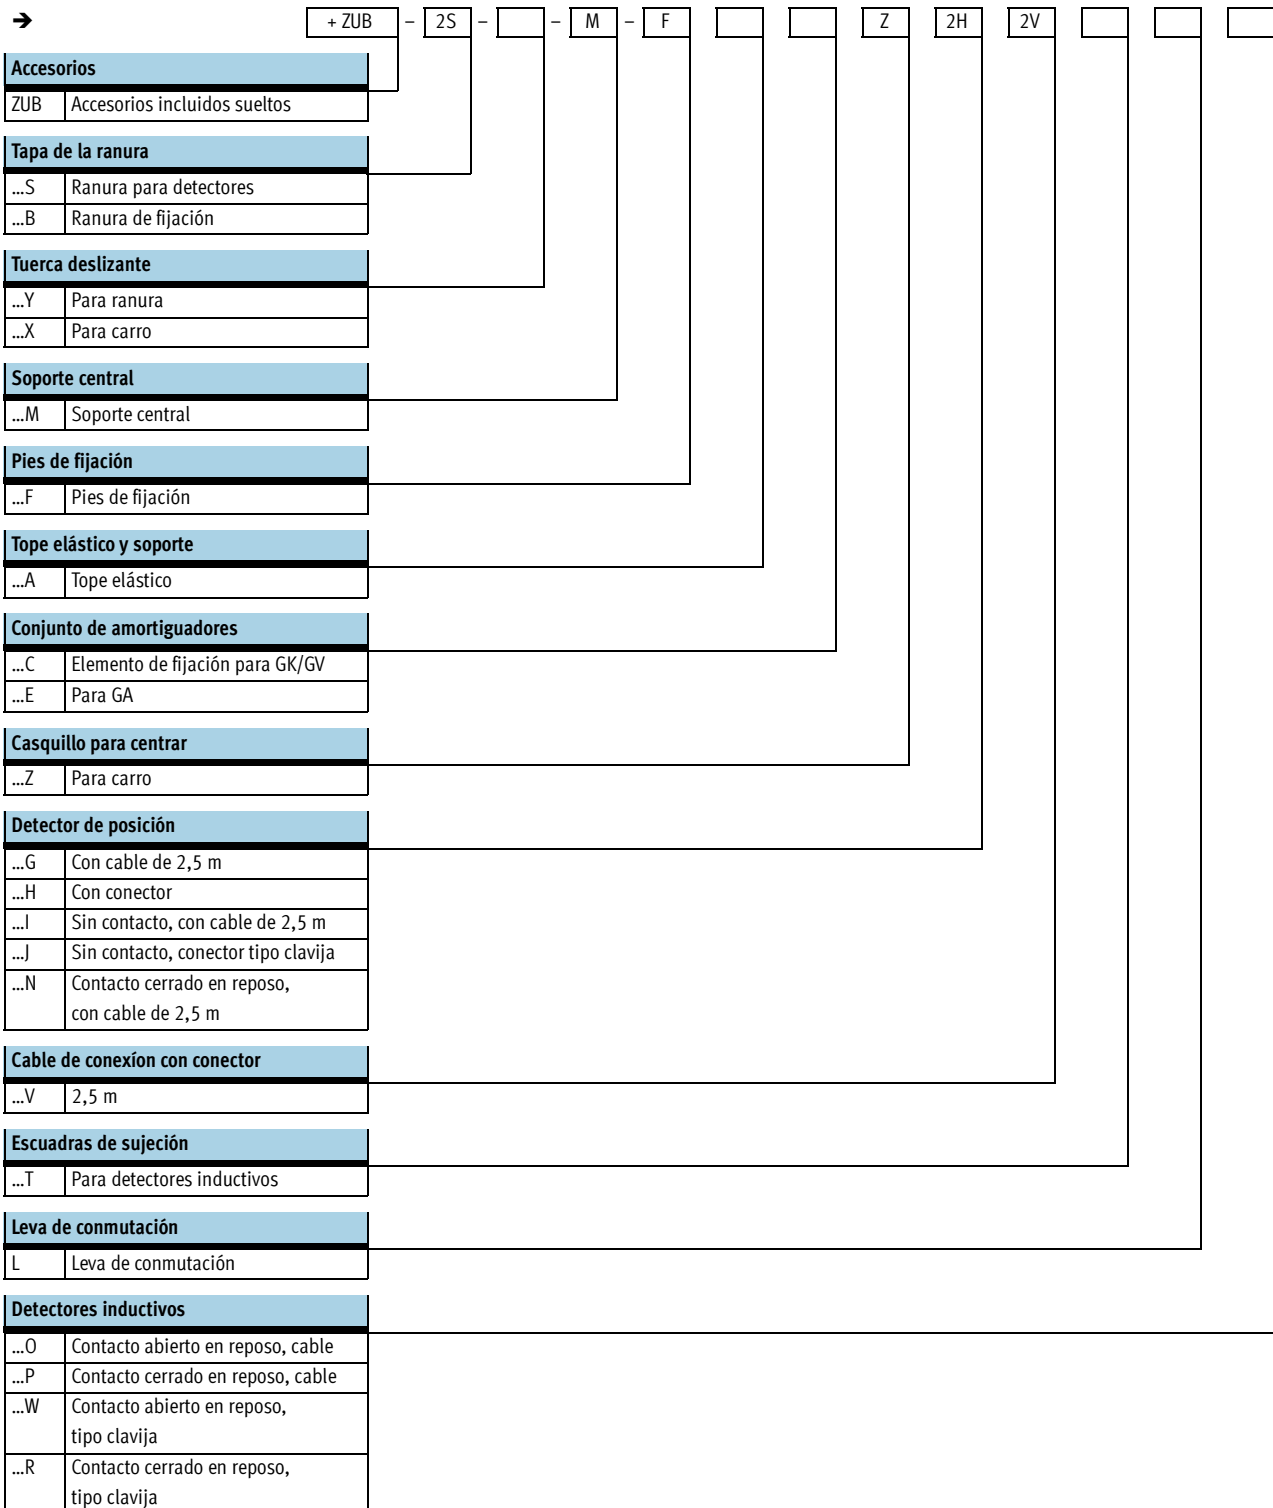 ➔ + ZUB – 2S – – M – F Z 2H 2V
Accesorios
ZUB Accesorios incluidos sueltos
Tapa de la ranura
...S Ranura para detectores
...B Ranura de fijación
Tuerca deslizante
...Y Para ranura
...X Para carro
Soporte central
...M Soporte central
Pies de fijación
...F Pies de fijación
Tope elástico y soporte
...A Tope elástico
Conjunto de amortiguadores
...C Elemento de fijación para GK/GV
...E Para GA
Casquillo para centrar
...Z Para carro
Detector de posición
...G Con cable de 2,5 m
...H Con conector
...I Sin contacto, con cable de 2,5 m
...J Sin contacto, conector tipo clavija
...N Contacto cerrado en reposo,
con cable de 2,5 m
Cable de conexíon con conector
...V 2,5 m
Escuadras de sujeción
...T Para detectores inductivos
Leva de conmutación
L Leva de conmutación
Detectores inductivos
...O Contacto abierto en reposo, cable
...P Contacto cerrado en reposo, cable
...W Contacto abierto en reposo,
tipo clavija
...R Contacto cerrado en reposo,
tipo clavija